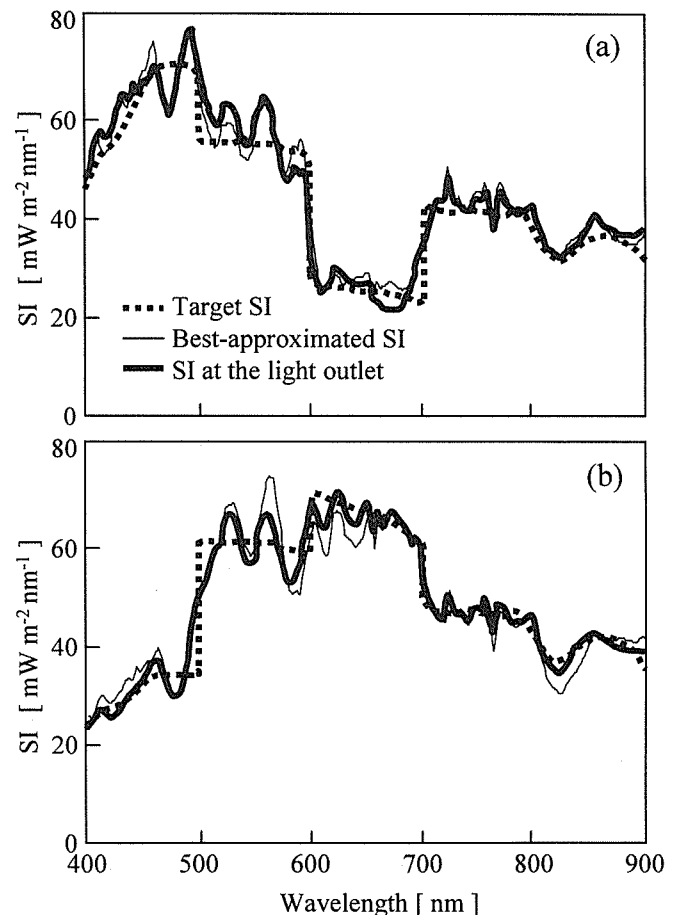 80
(a)
60
40
20
0
SI [ mW m-2 nm-1 ]
Target SI
Best-approximated SI
SI at the light outlet
80
(b)
60
40
20
0
SI [ mW m-2 nm-1 ]
400 500 600 700 800 900
Wavelength [ nm ]